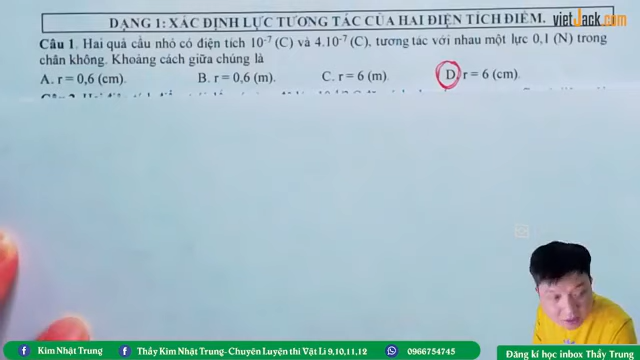 DẠNG 1: XÁC ĐỊNH LỰC TƯƠNG TÁC CỦA HAI ĐIỆN TÍCH ĐIỂM.
vietJack.com
Câu 1. Hai quả cầu nhỏ có điện tích 10⁻⁷ (C) và 4.10⁻⁷ (C), tương tác với nhau một lực 0,1 (N) trong
chân không. Khoảng cách giữa chúng là
A. r = 0,6 (cm). B. r = 0,6 (m). C. r = 6 (m). D. r = 6 (cm).
Kim Nhật Trung Thầy Kim Nhật Trung- Chuyên Luyện thi Vật Lí 9,10,11,12 0966754745 Đăng kí học inbox Thầy Trung